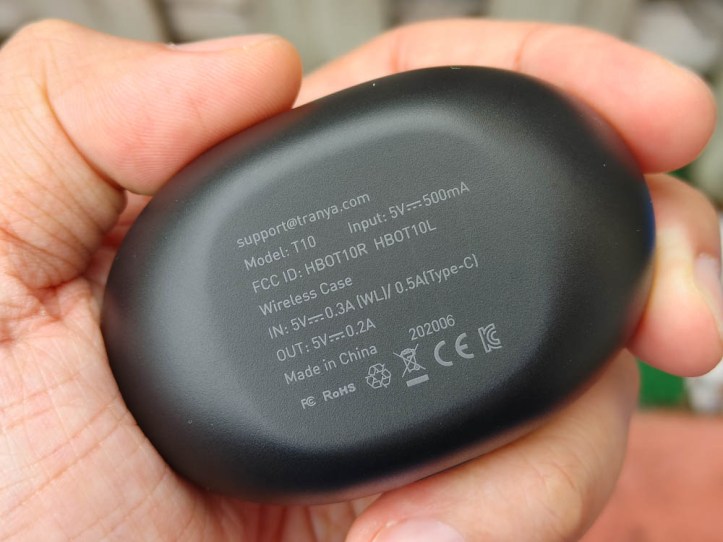 support@tranya.com
Model: T10 Input: 5V⎓500mA
FCC ID: HBOT10R HBOT10L
Wireless Case
IN: 5V⎓0.3A (WL)/ 0.5A(Type-C)
OUT: 5V⎓0.2A
Made in China 202006
FC RoHS CE